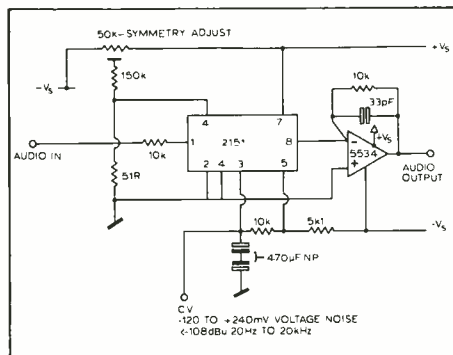 50k-SYMMETRY ADJUST
-Vs
+Vs
150k
10k
33pF
+Vs
4
7
AUDIO IN
10k
1
2151*
8
5534
-
+
AUDIO OUTPUT
51R
2
4
3
5
10k
5k1
-Vs
470µF NP
CV
-120 TO +240mV VOLTAGE NOISE
<-108dBu 20Hz TO 20kHz